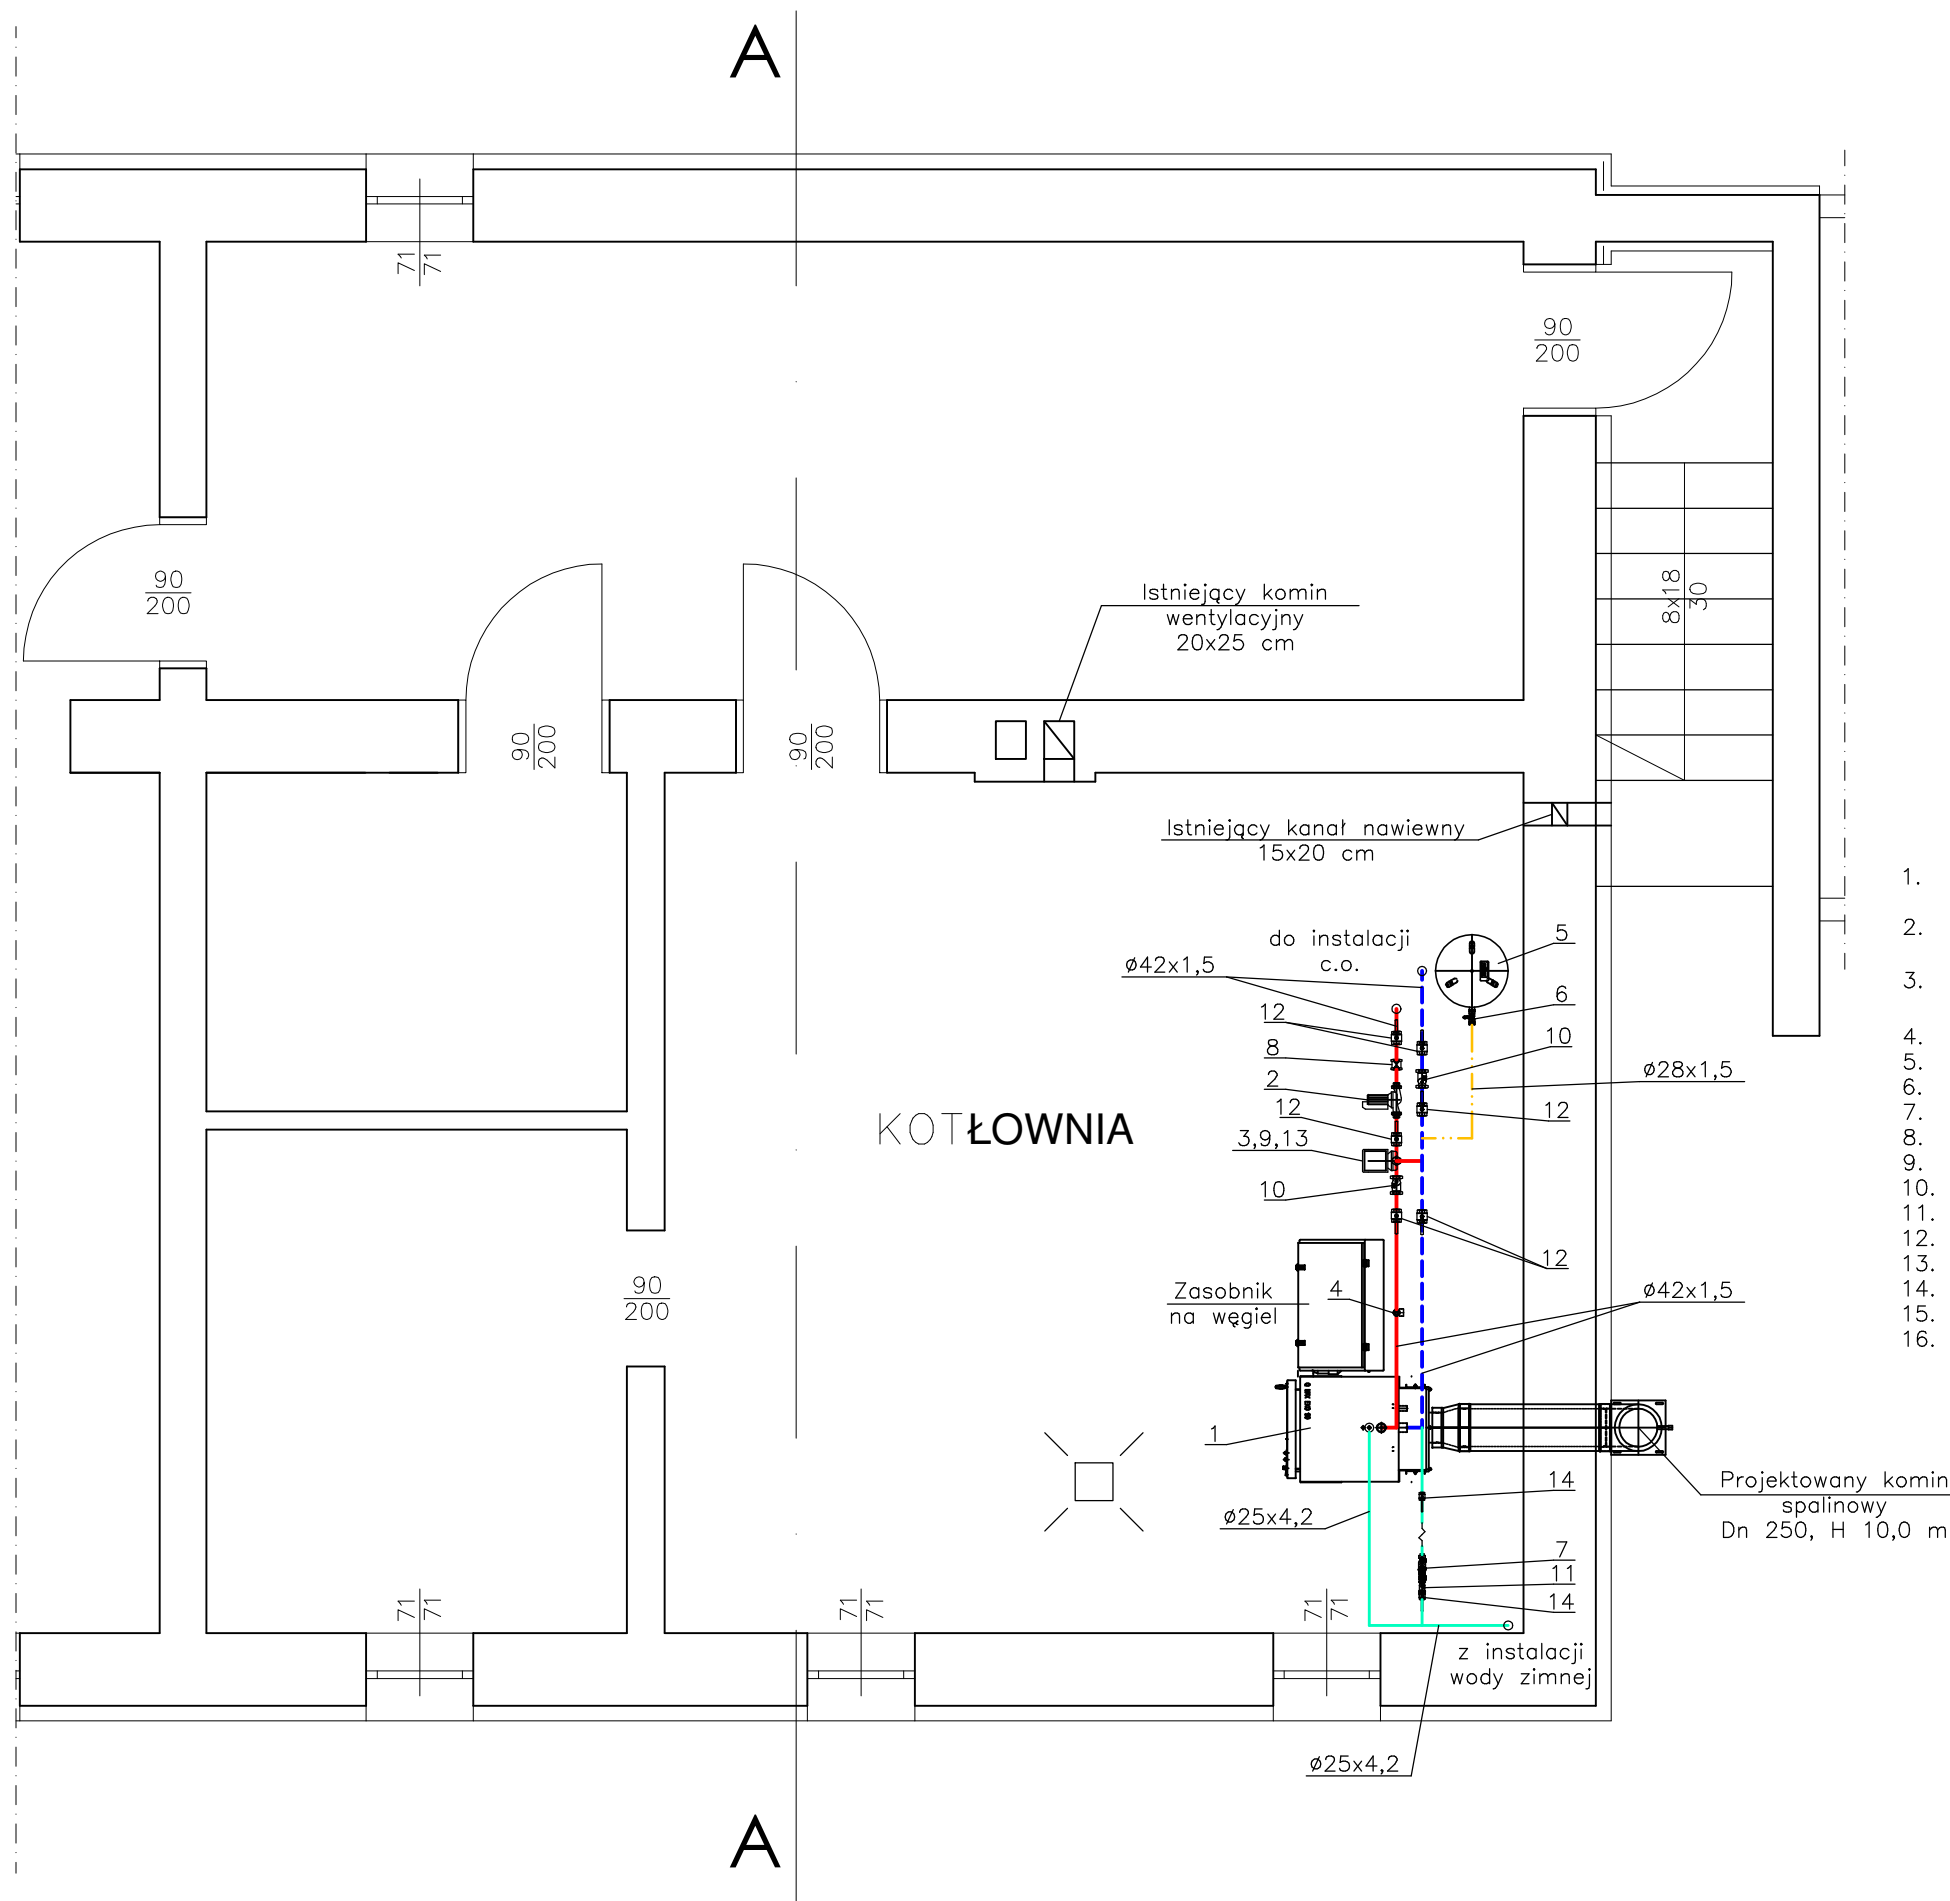 A
71
71
90
200
90
200
Istniejący komin
wentylacyjny
20x25 cm
8x18
30
90
200
90
200
Istniejący kanał nawiewny
15x20 cm
1.
2.
3.
4.
5.
6.
7.
8.
9.
10.
11.
12.
13.
14.
15.
16.
do instalacji
c.o.
5
ø42x1,5
6
12
10
8
2
ø28x1,5
12
12
KOTŁOWNIA
3,9,13
10
12
90
200
Zasobnik
na węgiel
4
ø42x1,5
1
14
Projektowany komin
spalinowy
Dn 250, H 10,0 m
ø25x4,2
7
11
14
71
71
71
71
71
71
z instalacji
wody zimnej
ø25x4,2
A